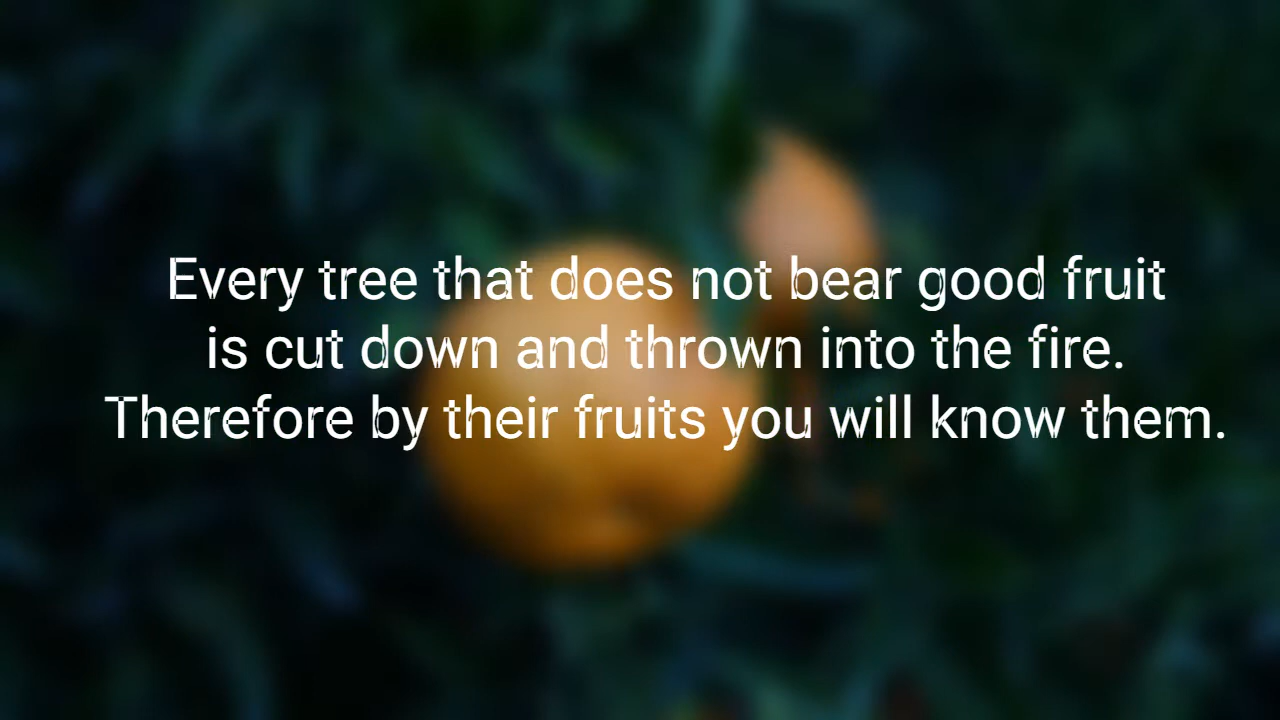 Every tree that does not bear good fruit
is cut down and thrown into the fire.
Therefore by their fruits you will know them.